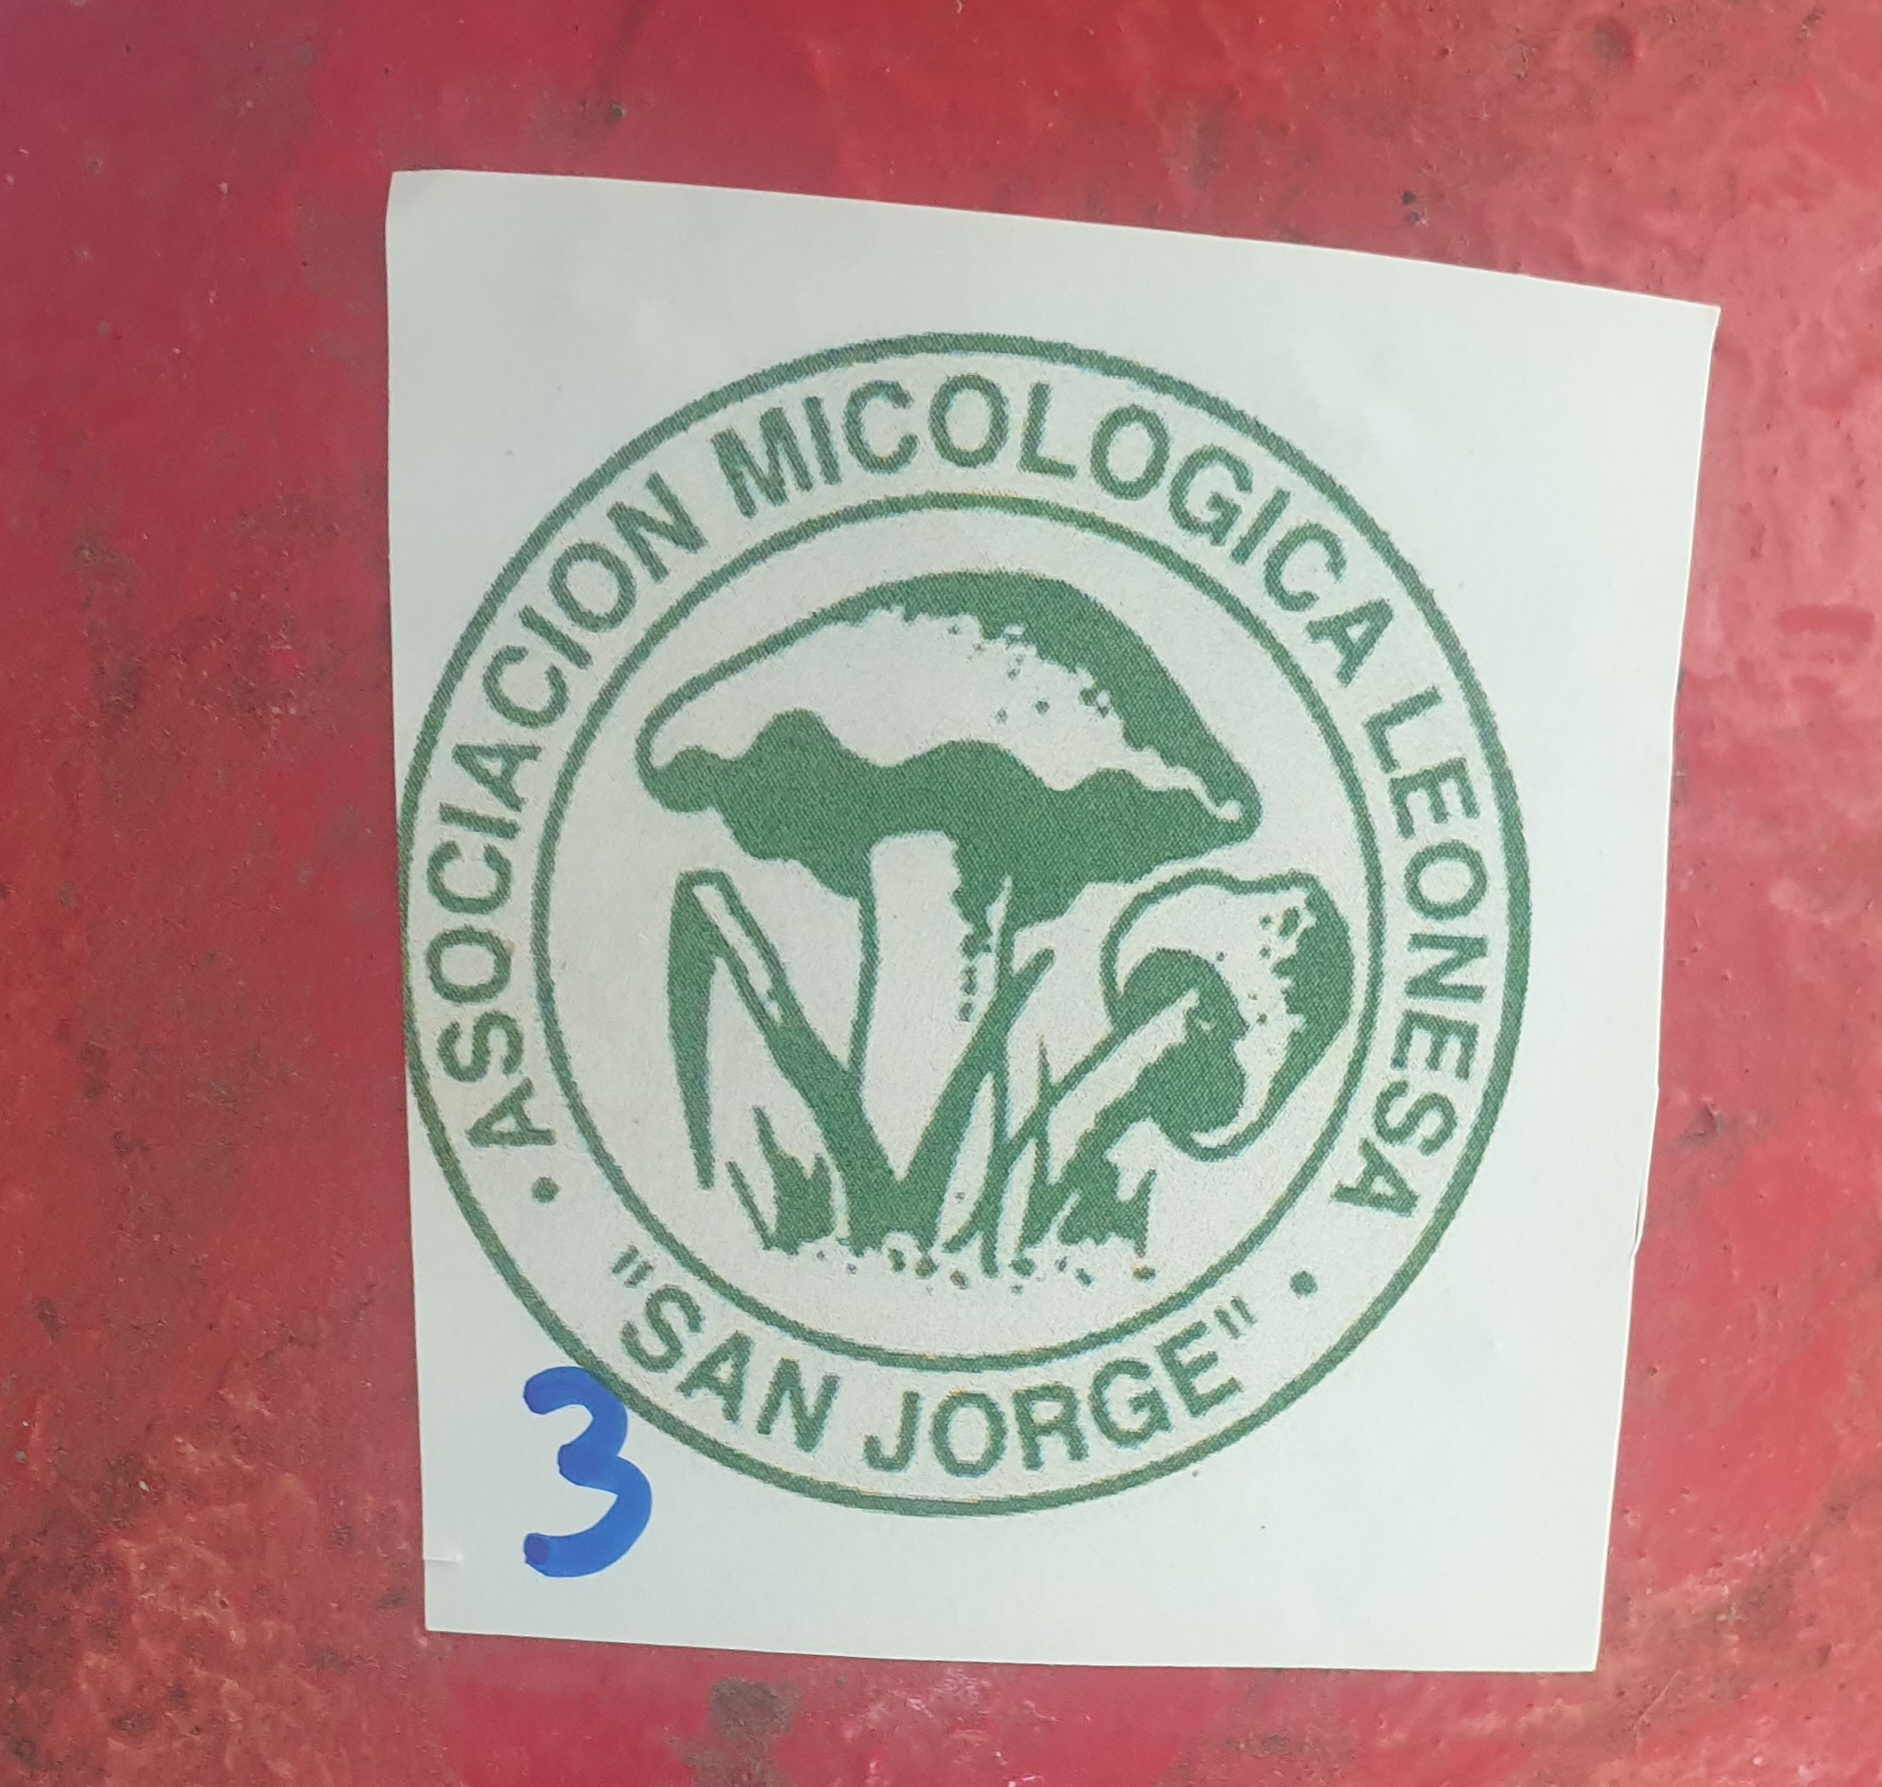 · ASOCIACION MICOLOGICA LEONESA ·
"SAN JORGE"
3